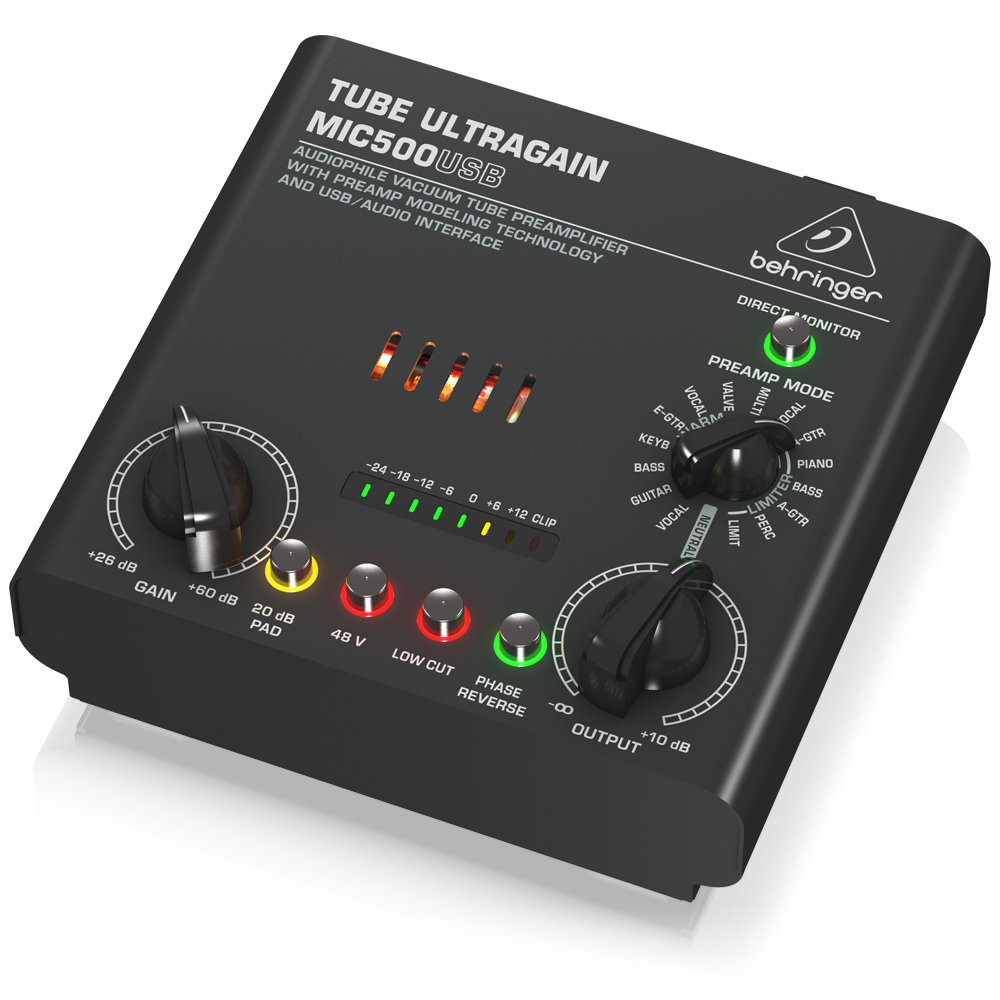 TUBE ULTRAGAIN
MIC500USB
AUDIOPHILE VACUUM TUBE PREAMPLIFIER
WITH PREAMP MODELING TECHNOLOGY
AND USB/AUDIO INTERFACE
behringer
DIRECT MONITOR
PREAMP MODE
NEUTRAL
VOCAL
GUITAR
BASS
KEYB
E-GTR
VOCAL
VALVE
MULTI
A-GTR
PIANO
BASS
A-GTR
PERC
LIMIT
LIMITER
-24 -18 -12 -6 0 +6 +12 CLIP
+26 dB
+60 dB
GAIN
20 dB
PAD
48 V
LOW CUT
PHASE
REVERSE
-∞
+10 dB
OUTPUT